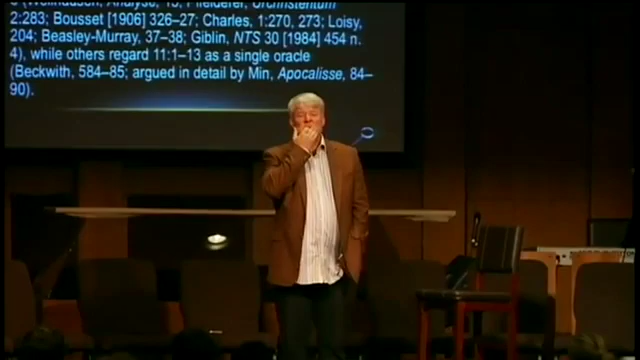 2:283; Bousset [1906] 326–27; Charles, 1:270, 273; Loisy,
204; Beasley-Murray, 37–38; Giblin, NTS 30 [1984] 454 n.
4), while others regard 11:1–13 as a single oracle
(Beckwith, 584–85; argued in detail by Min, Apocalisse, 84–
90).